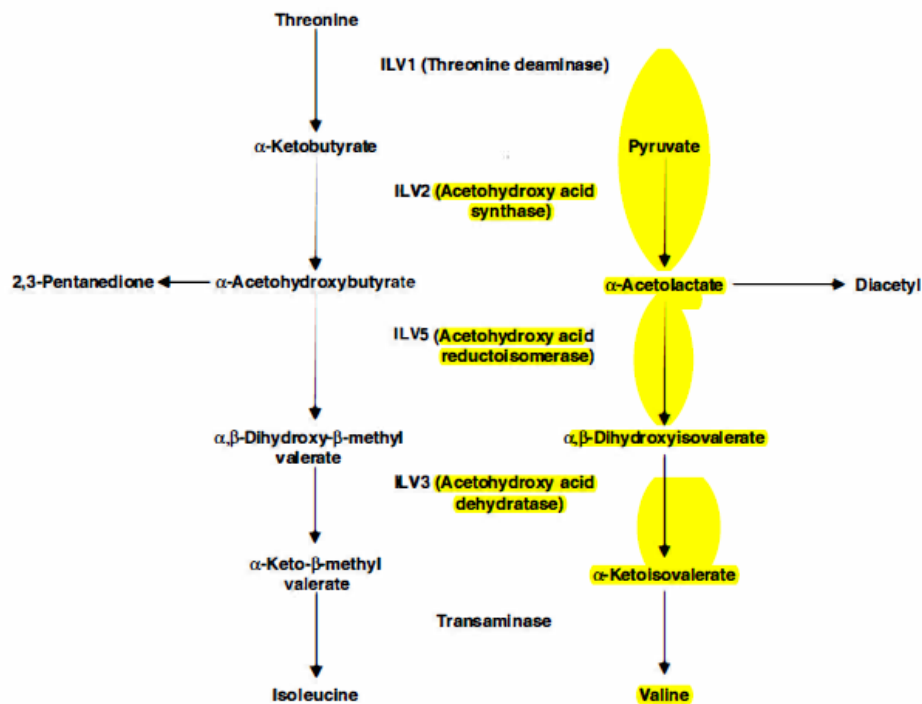 Threonine
ILV1 (Threonine deaminase)
α-Ketobutyrate
Pyruvate
ILV2 (Acetohydroxy acid
synthase)
2,3-Pentanedione
α-Acetohydroxybutyrate
α-Acetolactate
Diacetyl
ILV5 (Acetohydroxy acid
reductoisomerase)
α,β-Dihydroxy-β-methyl
valerate
α,β-Dihydroxyisovalerate
ILV3 (Acetohydroxy acid
dehydratase)
α-Keto-β-methyl
valerate
α-Ketoisovalerate
Transaminase
Isoleucine
Valine